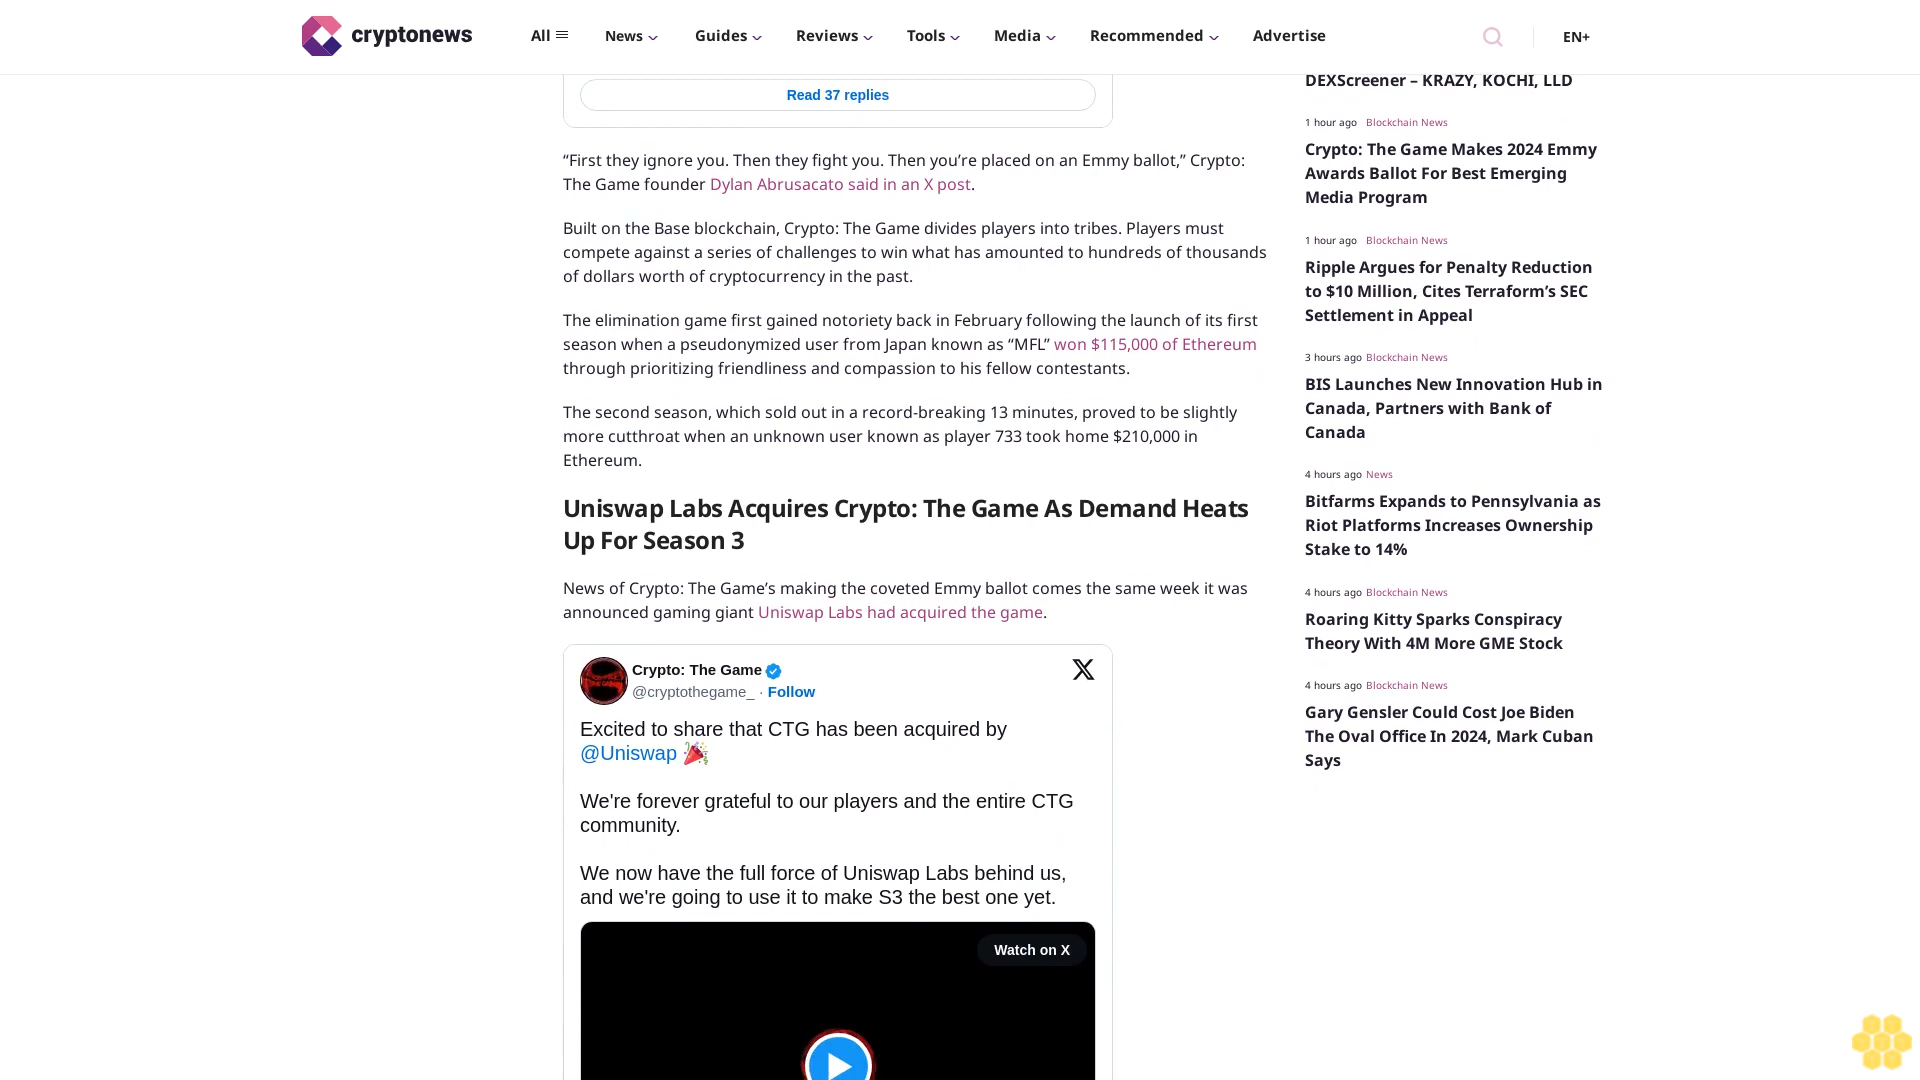 cryptonews
All
News
Guides
Reviews
Tools
Media
Recommended
Advertise
EN+
Read 37 replies
“First they ignore you. Then they fight you. Then you’re placed on an Emmy ballot,” Crypto:
The Game founder Dylan Abrusacato said in an X post.
Built on the Base blockchain, Crypto: The Game divides players into tribes. Players must
compete against a series of challenges to win what has amounted to hundreds of thousands
of dollars worth of cryptocurrency in the past.
The elimination game first gained notoriety back in February following the launch of its first
season when a pseudonymized user from Japan known as “MFL” won $115,000 of Ethereum
through prioritizing friendliness and compassion to his fellow contestants.
The second season, which sold out in a record-breaking 13 minutes, proved to be slightly
more cutthroat when an unknown user known as player 733 took home $210,000 in
Ethereum.
Uniswap Labs Acquires Crypto: The Game As Demand Heats
Up For Season 3
News of Crypto: The Game’s making the coveted Emmy ballot comes the same week it was
announced gaming giant Uniswap Labs had acquired the game.
Crypto: The Game
@cryptothegame_ · Follow
Excited to share that CTG has been acquired by
@Uniswap 🎉
We're forever grateful to our players and the entire CTG
community.
We now have the full force of Uniswap Labs behind us,
and we're going to use it to make S3 the best one yet.
Watch on X
DEXScreener – KRAZY, KOCHI, LLD
1 hour ago Blockchain News
Crypto: The Game Makes 2024 Emmy
Awards Ballot For Best Emerging
Media Program
1 hour ago Blockchain News
Ripple Argues for Penalty Reduction
to $10 Million, Cites Terraform’s SEC
Settlement in Appeal
3 hours ago Blockchain News
BIS Launches New Innovation Hub in
Canada, Partners with Bank of
Canada
4 hours ago News
Bitfarms Expands to Pennsylvania as
Riot Platforms Increases Ownership
Stake to 14%
4 hours ago Blockchain News
Roaring Kitty Sparks Conspiracy
Theory With 4M More GME Stock
4 hours ago Blockchain News
Gary Gensler Could Cost Joe Biden
The Oval Office In 2024, Mark Cuban
Says